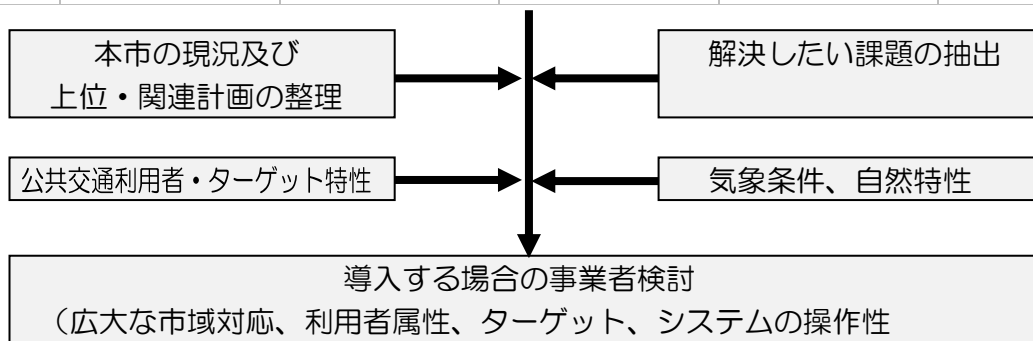 本市の現況及び
上位・関連計画の整理
解決したい課題の抽出
公共交通利用者・ターゲット特性
気象条件、自然特性
導入する場合の事業者検討
（広大な市域対応、利用者属性、ターゲット、システムの操作性